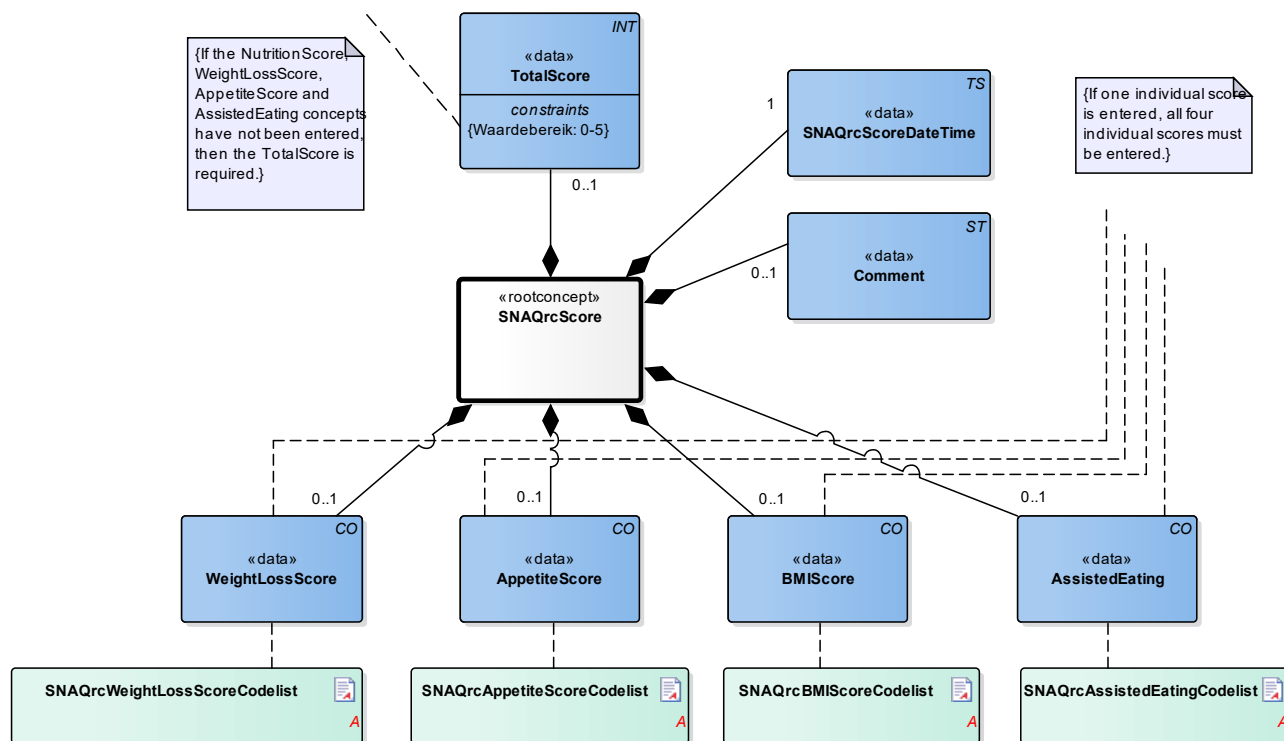 INT
«data»
TotalScore
constraints
{Waardebereik: 0-5}
{If the NutritionScore,
WeightLossScore,
AppetiteScore and
AssistedEating concepts
have not been entered,
then the TotalScore is
required.}
TS
«data»
SNAQrcScoreDateTime
1
{If one individual score
is entered, all four
individual scores must
be entered.}
0..1
ST
«data»
Comment
0..1
«rootconcept»
SNAQrcScore
0..1
0..1
0..1
0..1
CO
«data»
WeightLossScore
CO
«data»
AppetiteScore
CO
«data»
BMIScore
CO
«data»
AssistedEating
SNAQrcWeightLossScoreCodelist
A
SNAQrcAppetiteScoreCodelist
A
SNAQrcBMIScoreCodelist
A
SNAQrcAssistedEatingCodelist
A